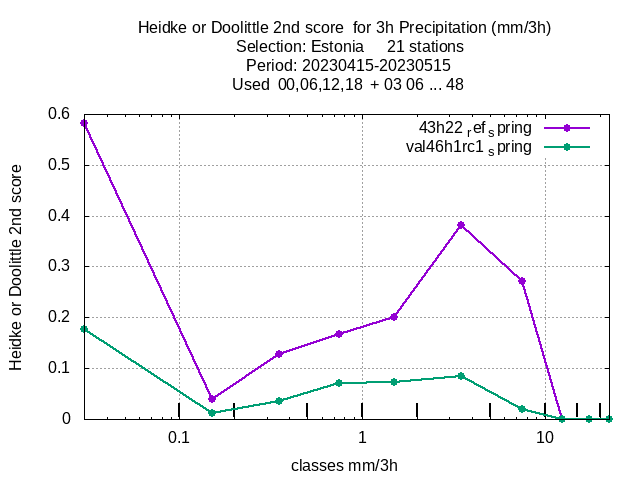 Heidke or Doolittle 2nd score  for 3h Precipitation (mm/3h)
Selection: Estonia     21 stations
Period: 20230415-20230515
Used  00,06,12,18  + 03 06 ... 48
43h22 ref spring
val46h1rc1 spring
Heidke or Doolittle 2nd score
0.6
0.5
0.4
0.3
0.2
0.1
0
0.1 1 10
classes mm/3h